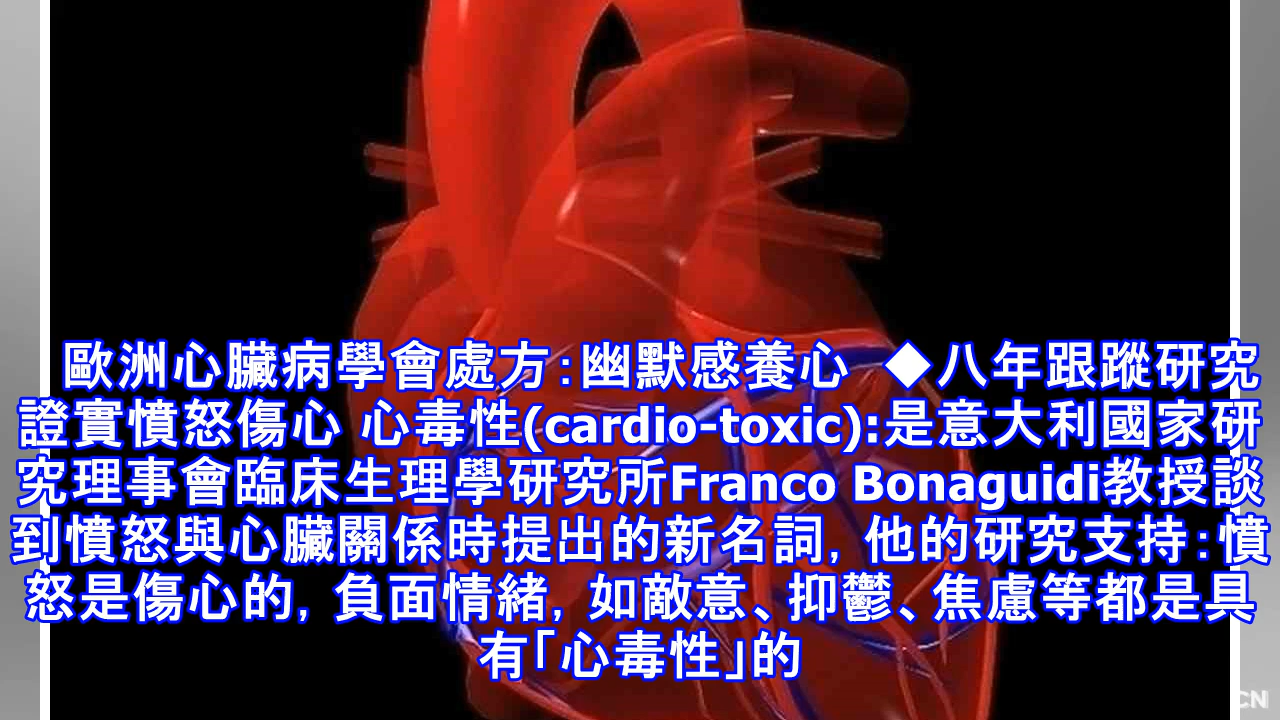 歐洲心臟病學會處方:幽默感養心 ◆八年跟蹤研究
證實憤怒傷心 心毒性(cardio-toxic):是意大利國家研
究理事會臨床生理學研究所Franco Bonaguidi教授談
到憤怒與心臟關係時提出的新名詞, 他的研究支持:憤
怒是傷心的, 負面情緒, 如敵意、抑鬱、焦慮等都是具
有「心毒性」的
CN